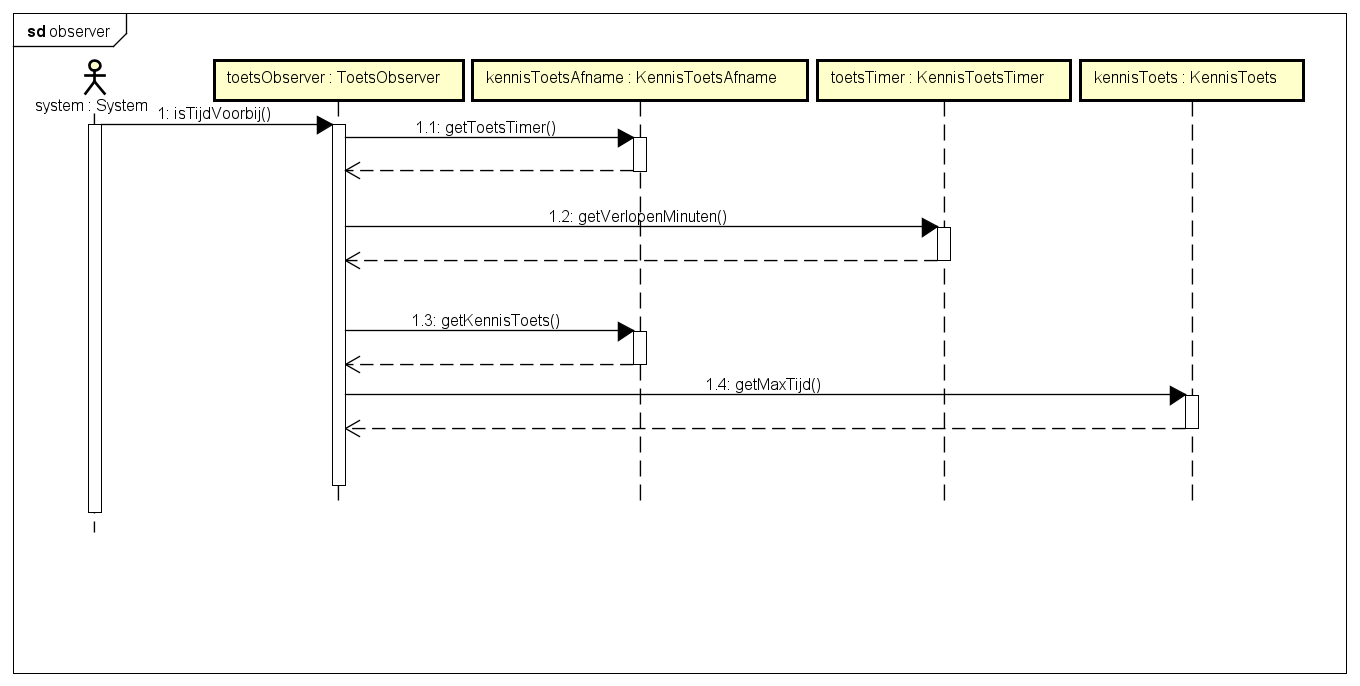 sd observer
system : System
toetsObserver : ToetsObserver
kennisToetsAfname : KennisToetsAfname
toetsTimer : KennisToetsTimer
kennisToets : KennisToets
1: isTijdVoorbij()
1.1: getToetsTimer()
1.2: getVerlopenMinuten()
1.3: getKennisToets()
1.4: getMaxTijd()